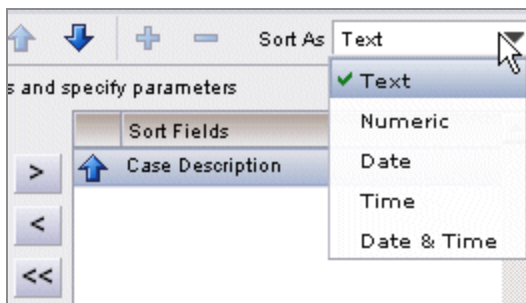 Sort As Text
Text
s and specify parameters
Numeric
Sort Fields
Date
Case Description
>
Time
<
Date & Time
<<